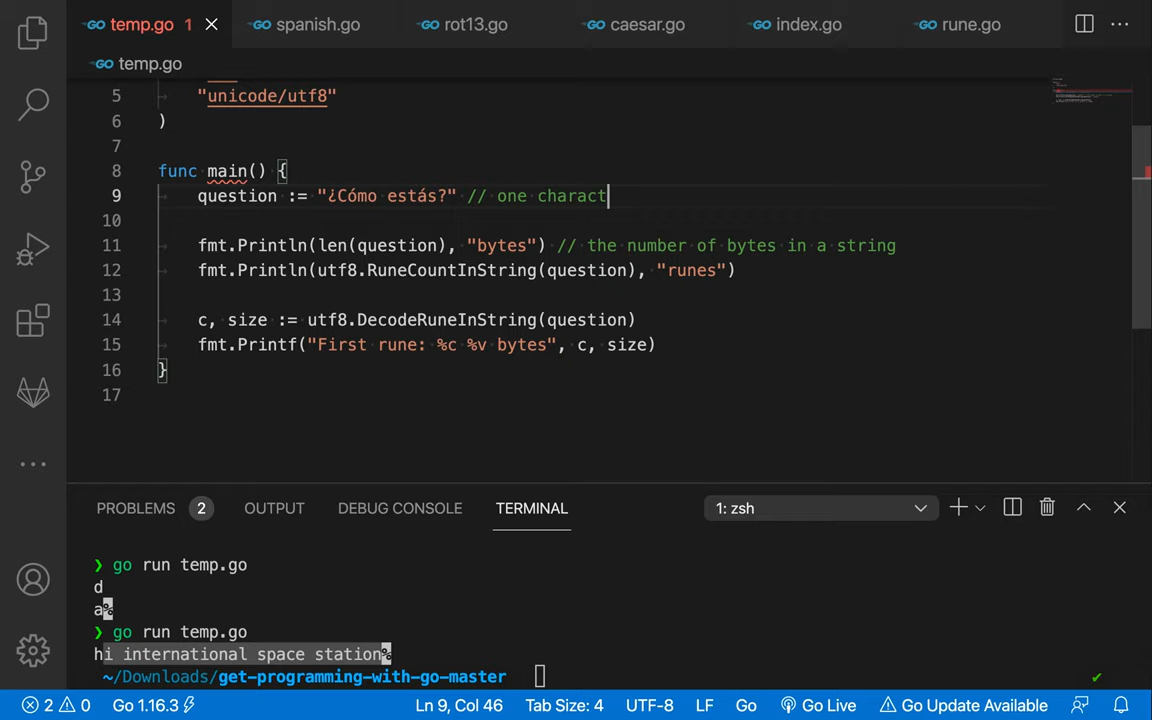 temp.go 1 spanish.go rot13.go caesar.go index.go rune.go
temp.go
5 "unicode/utf8"
6 )
7
8 func main() {
9 question := "¿Cómo estás?" // one charact
10
11 fmt.Println(len(question), "bytes") // the number of bytes in a string
12 fmt.Println(utf8.RuneCountInString(question), "runes")
13
14 c, size := utf8.DecodeRuneInString(question)
15 fmt.Printf("First rune: %c %v bytes", c, size)
16 }
17
PROBLEMS 2 OUTPUT DEBUG CONSOLE TERMINAL 1: zsh
❯ go run temp.go
d
a%
❯ go run temp.go
hi international space station%
~/Downloads/get-programming-with-go-master
2 0 Go 1.16.3 Ln 9, Col 46 Tab Size: 4 UTF-8 LF Go Go Live Go Update Available